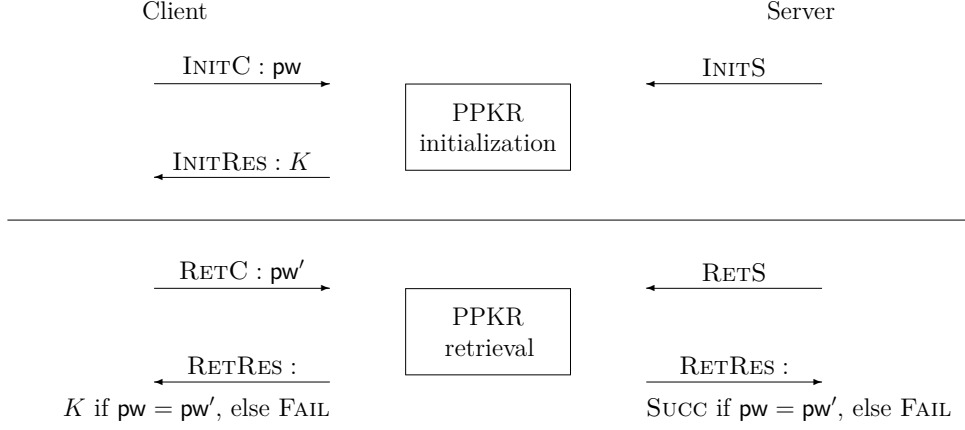 Client Server
INITC : pw INITS
PPKR
initialization
INITRES : K
RETC : pw′ RETS
PPKR
retrieval
RETRES : RETRES :
K if pw = pw′, else FAIL SUCC if pw = pw′, else FAIL